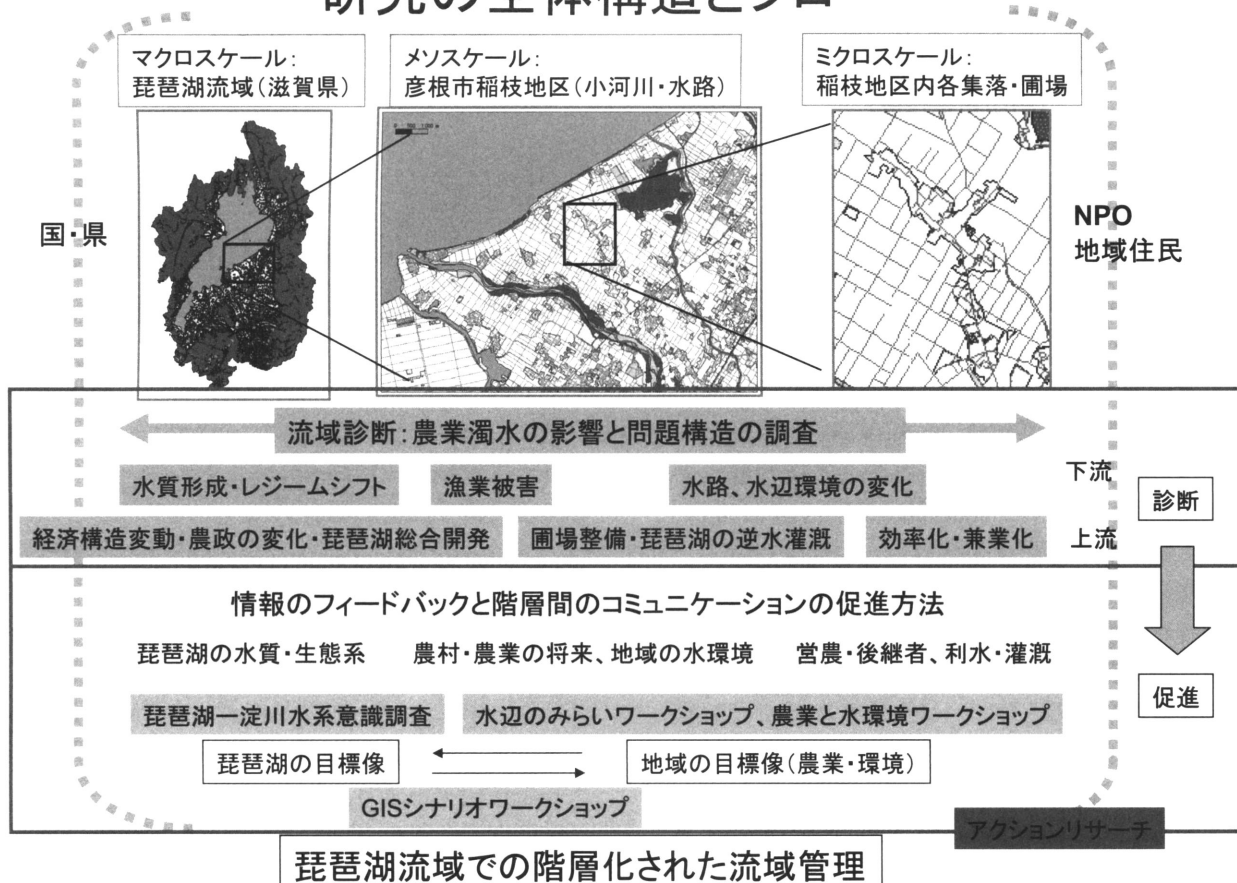 研究の全体構造とフロー
マクロスケール：
琵琶湖流域（滋賀県）
メソスケール：
彦根市稲枝地区（小河川・水路）
ミクロスケール：
稲枝地区内各集落・圃場
国・県
NPO
地域住民
流域診断：農業濁水の影響と問題構造の調査
水質形成・レジームシフト
漁業被害
水路、水辺環境の変化
下流
経済構造変動・農政の変化・琵琶湖総合開発
圃場整備・琵琶湖の逆水灌漑
効率化・兼業化
上流
診断
情報のフィードバックと階層間のコミュニケーションの促進方法
琵琶湖の水質・生態系
農村・農業の将来、地域の水環境
営農・後継者、利水・灌漑
促進
琵琶湖ー淀川水系意識調査
水辺のみらいワークショップ、農業と水環境ワークショップ
琵琶湖の目標像
地域の目標像（農業・環境）
GISシナリオワークショップ
アクションリサーチ
琵琶湖流域での階層化された流域管理